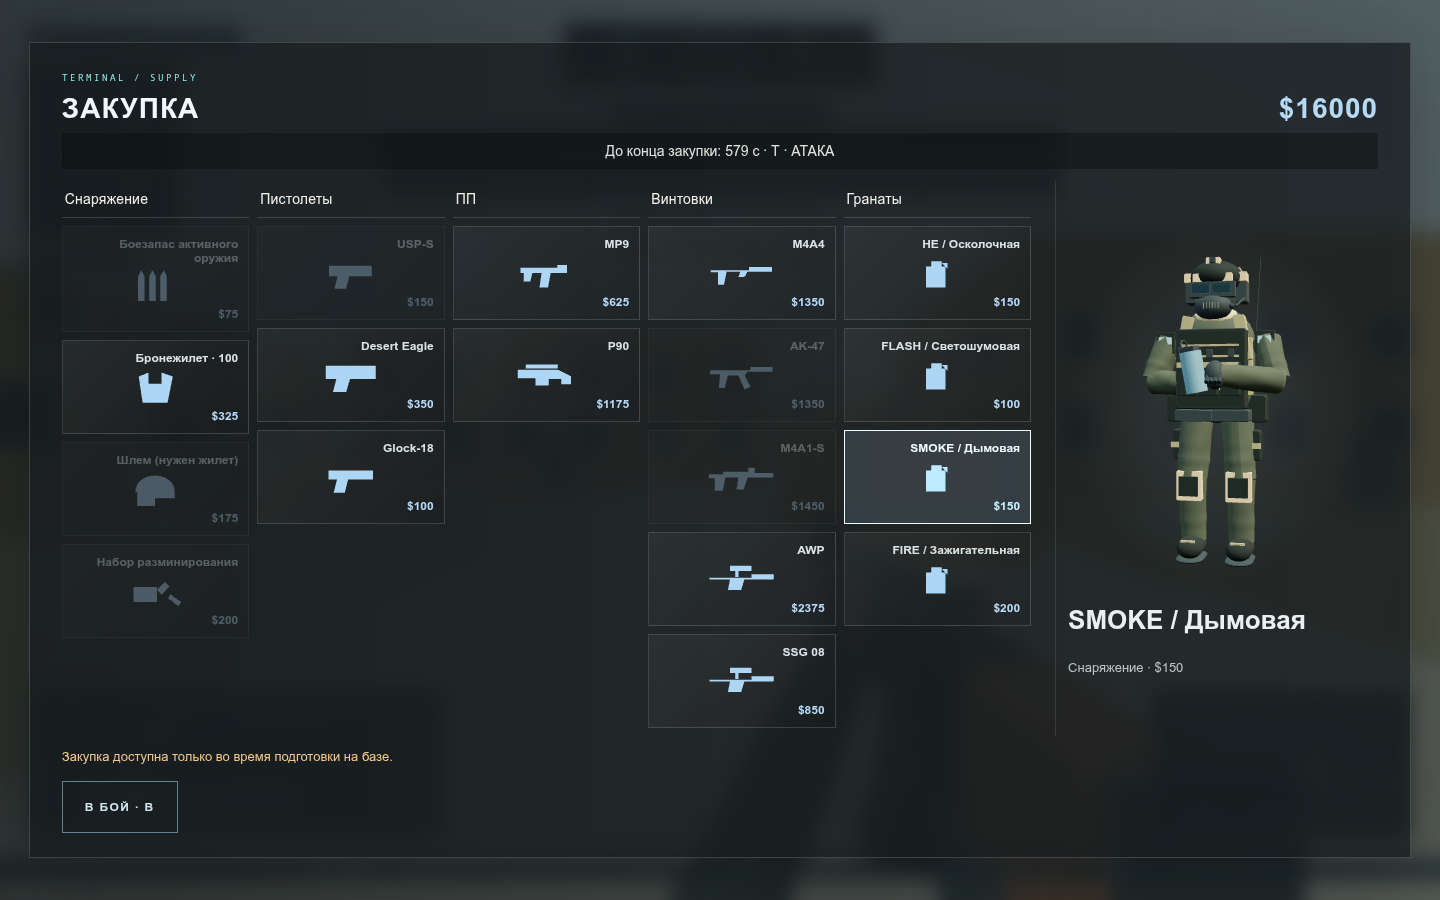 TERMINAL / SUPPLY
ЗАКУПКА
$16000
До конца закупки: 579 с · T · АТАКА
Снаряжение
Боезапас активного
оружия
$75
Бронежилет · 100
$325
Шлем (нужен жилет)
$175
Набор разминирования
$200
Пистолеты
USP-S
$150
Desert Eagle
$350
Glock-18
$100
ПП
MP9
$625
P90
$1175
Винтовки
M4A4
$1350
AK-47
$1350
M4A1-S
$1450
AWP
$2375
SSG 08
$850
Гранаты
HE / Осколочная
$150
FLASH / Светошумовая
$100
SMOKE / Дымовая
$150
FIRE / Зажигательная
$200
SMOKE / Дымовая
Снаряжение · $150
Закупка доступна только во время подготовки на базе.
В БОЙ · B